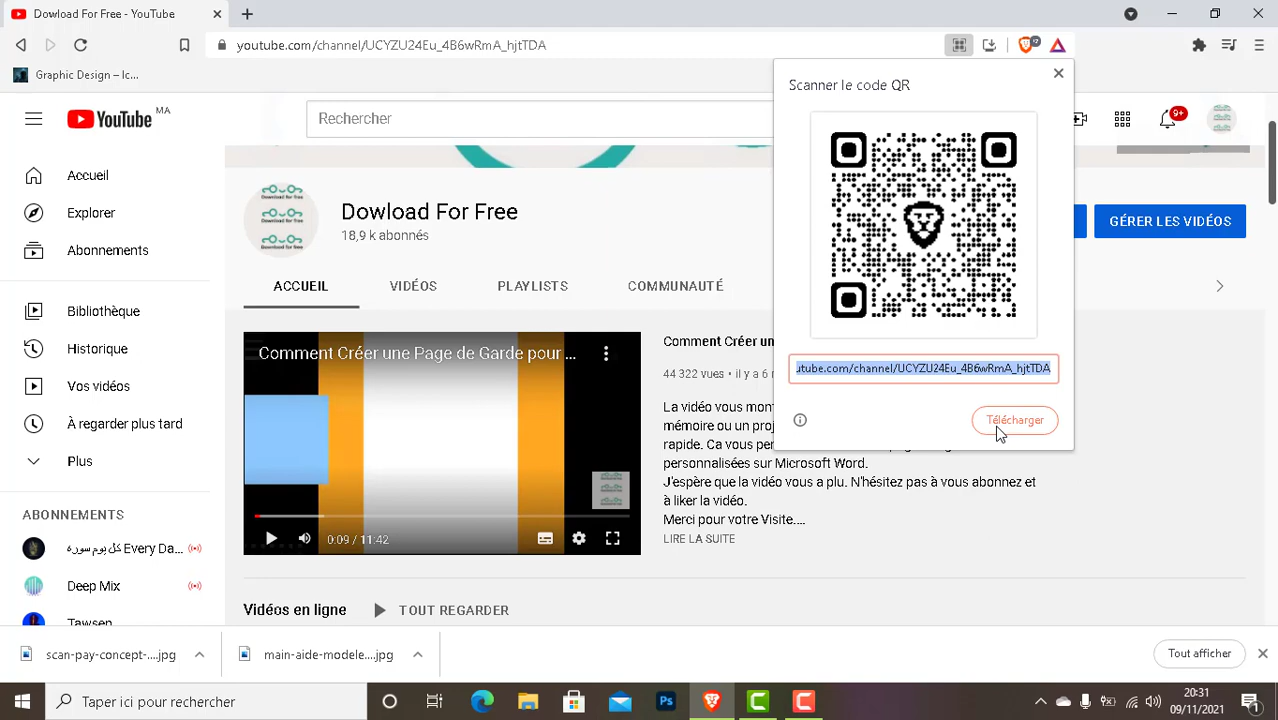 Dowload For Free - YouTube
youtube.com/channel/UCYZU24Eu_4B6wRmA_hjtTDA
Graphic Design – Ic...
YouTube MA
Rechercher
9+
Accueil
Explorer
Abonnements
Bibliothèque
Historique
Vos vidéos
À regarder plus tard
Plus
ABONNEMENTS
كل يوم سورة Every Da...
Deep Mix
Tawsen
Dowload For Free
18,9 k abonnés
GÉRER LES VIDÉOS
ACCUEIL
VIDÉOS
PLAYLISTS
COMMUNAUTÉ
Comment Créer une Page de Garde pour ...
0:09 / 11:42
Comment Créer un
44 322 vues • il y a 6 m
La vidéo vous mont
mémoire ou un proj
rapide. Ca vous per
personnalisées sur Microsoft Word.
J'espère que la vidéo vous a plu. N'hésitez pas à vous abonnez et
à liker la vidéo.
Merci pour votre Visite....
LIRE LA SUITE
Vidéos en ligne
TOUT REGARDER
Scanner le code QR
utube.com/channel/UCYZU24Eu_4B6wRmA_hjtTDA
Télécharger
scan-pay-concept-....jpg
main-aide-modele....jpg
Tout afficher
Taper ici pour rechercher
Ps
20:31
09/11/2021
1